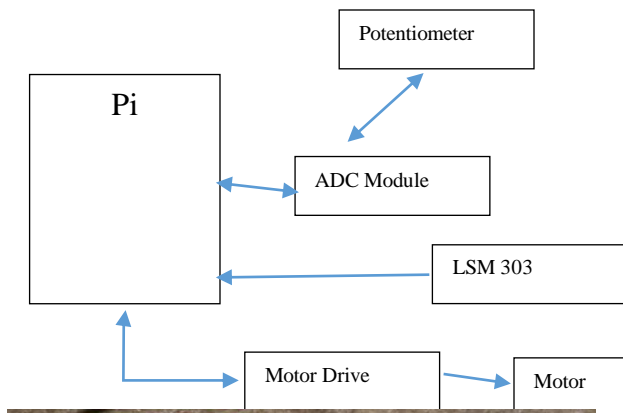 Potentiometer
Pi
ADC Module
LSM 303
Motor Drive
Motor